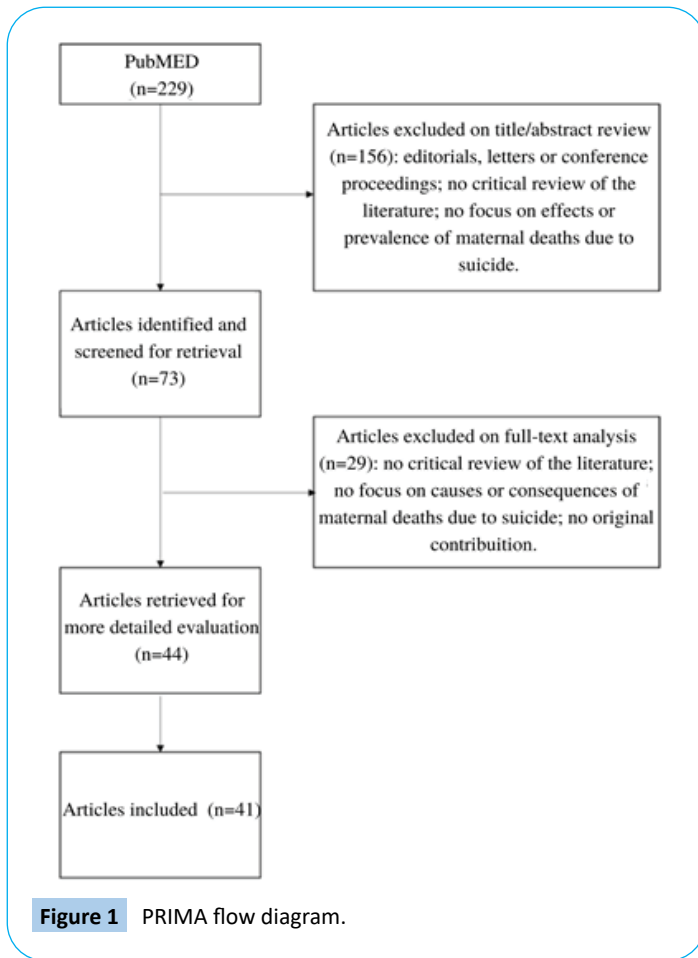 PubMED
(n=229)
Articles excluded on title/abstract review
(n=156): editorials, letters or conference
proceedings; no critical review of the
literature; no focus on effects or
prevalence of maternal deaths due to
suicide.
Articles identified and
screened for retrieval
(n=73)
Articles excluded on full-text analysis
(n=29): no critical review of the literature;
no focus on causes or consequences of
maternal deaths due to suicide; no original
contribuition.
Articles retrieved for
more detailed evaluation
(n=44)
Articles included (n=41)
Figure 1 PRIMA flow diagram.